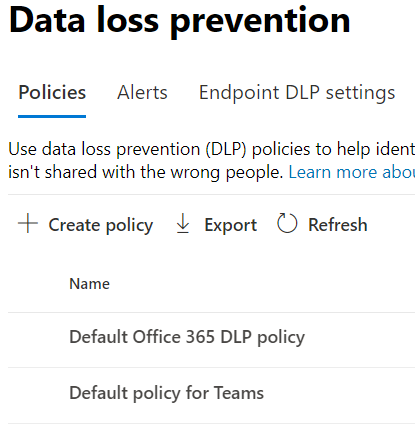 Data loss prevention
Policies Alerts Endpoint DLP settings
Use data loss prevention (DLP) policies to help ident
isn't shared with the wrong people. Learn more abou
Create policy Export Refresh
Name
Default Office 365 DLP policy
Default policy for Teams